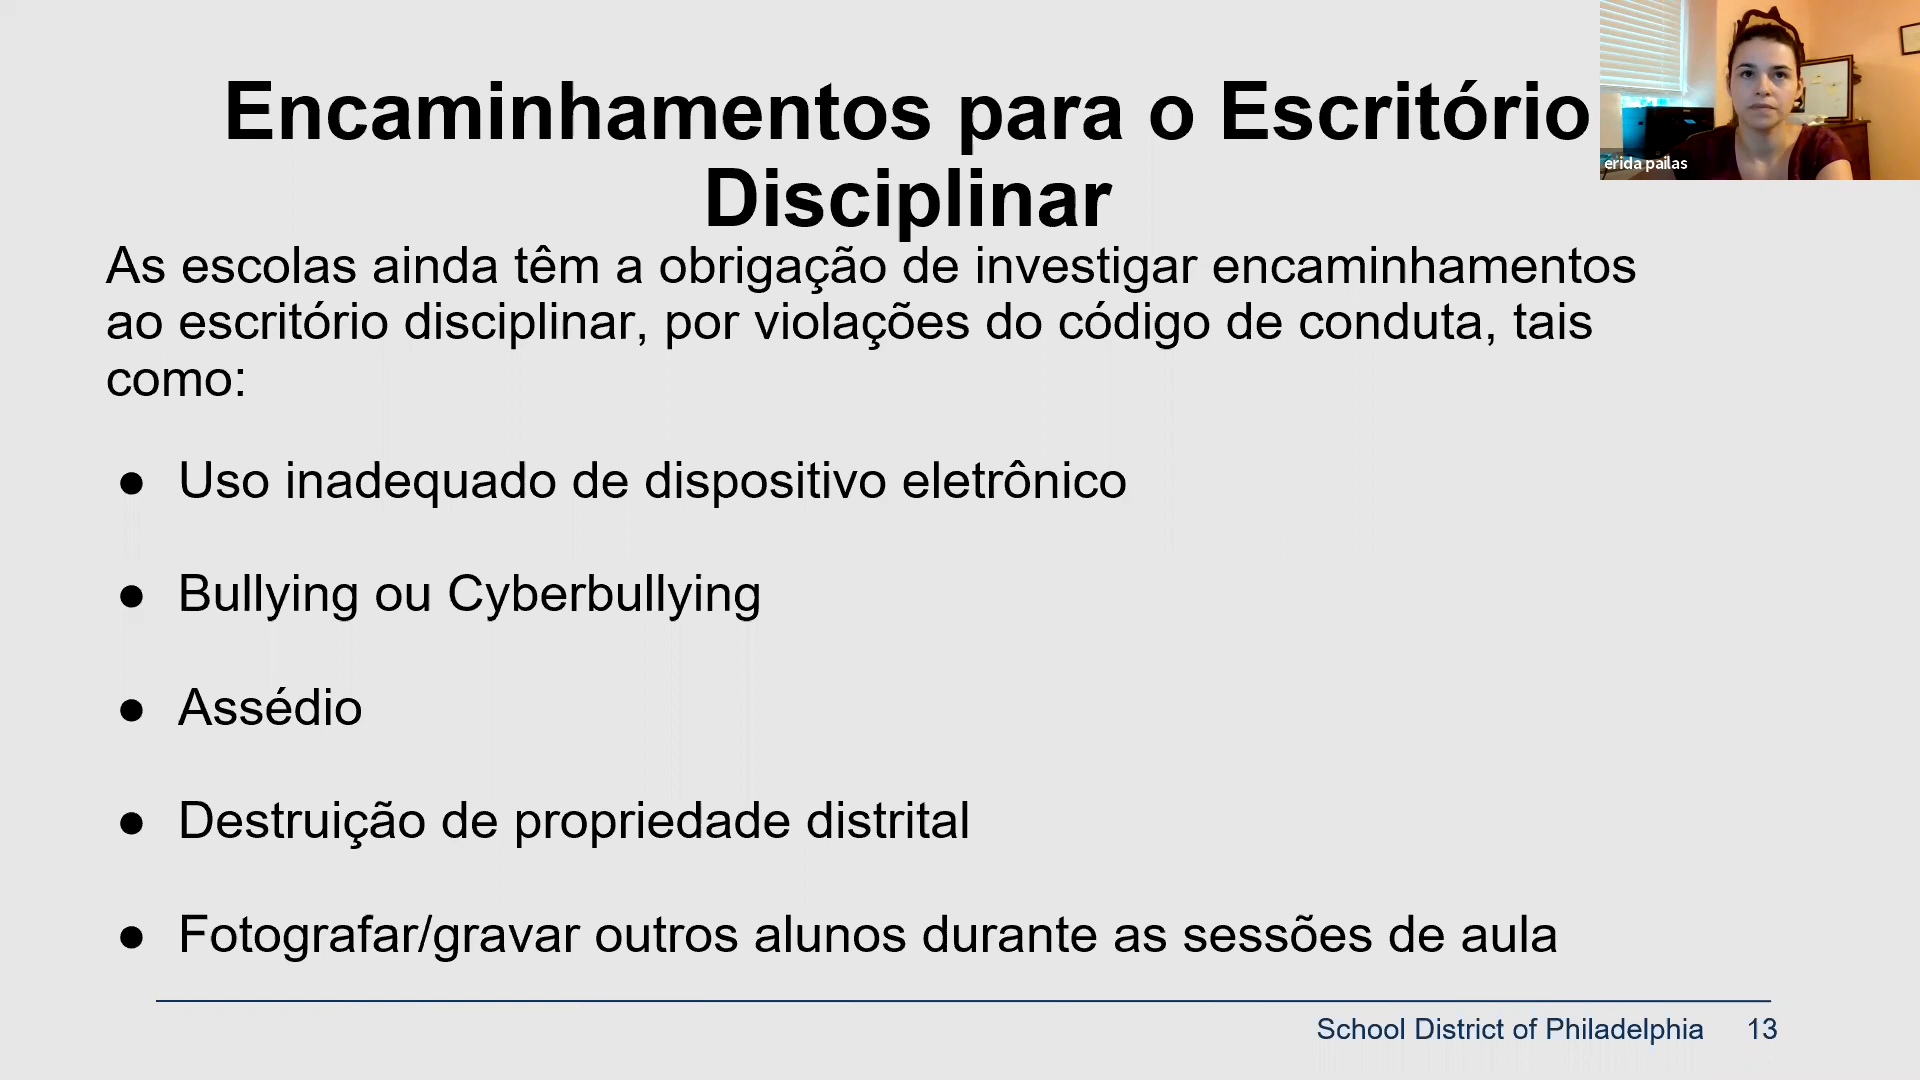 Encaminhamentos para o Escritório
Disciplinar
érida pailas
As escolas ainda têm a obrigação de investigar encaminhamentos
ao escritório disciplinar, por violações do código de conduta, tais
como:
● Uso inadequado de dispositivo eletrônico
● Bullying ou Cyberbullying
● Assédio
● Destruição de propriedade distrital
● Fotografar/gravar outros alunos durante as sessões de aula
School District of Philadelphia 13